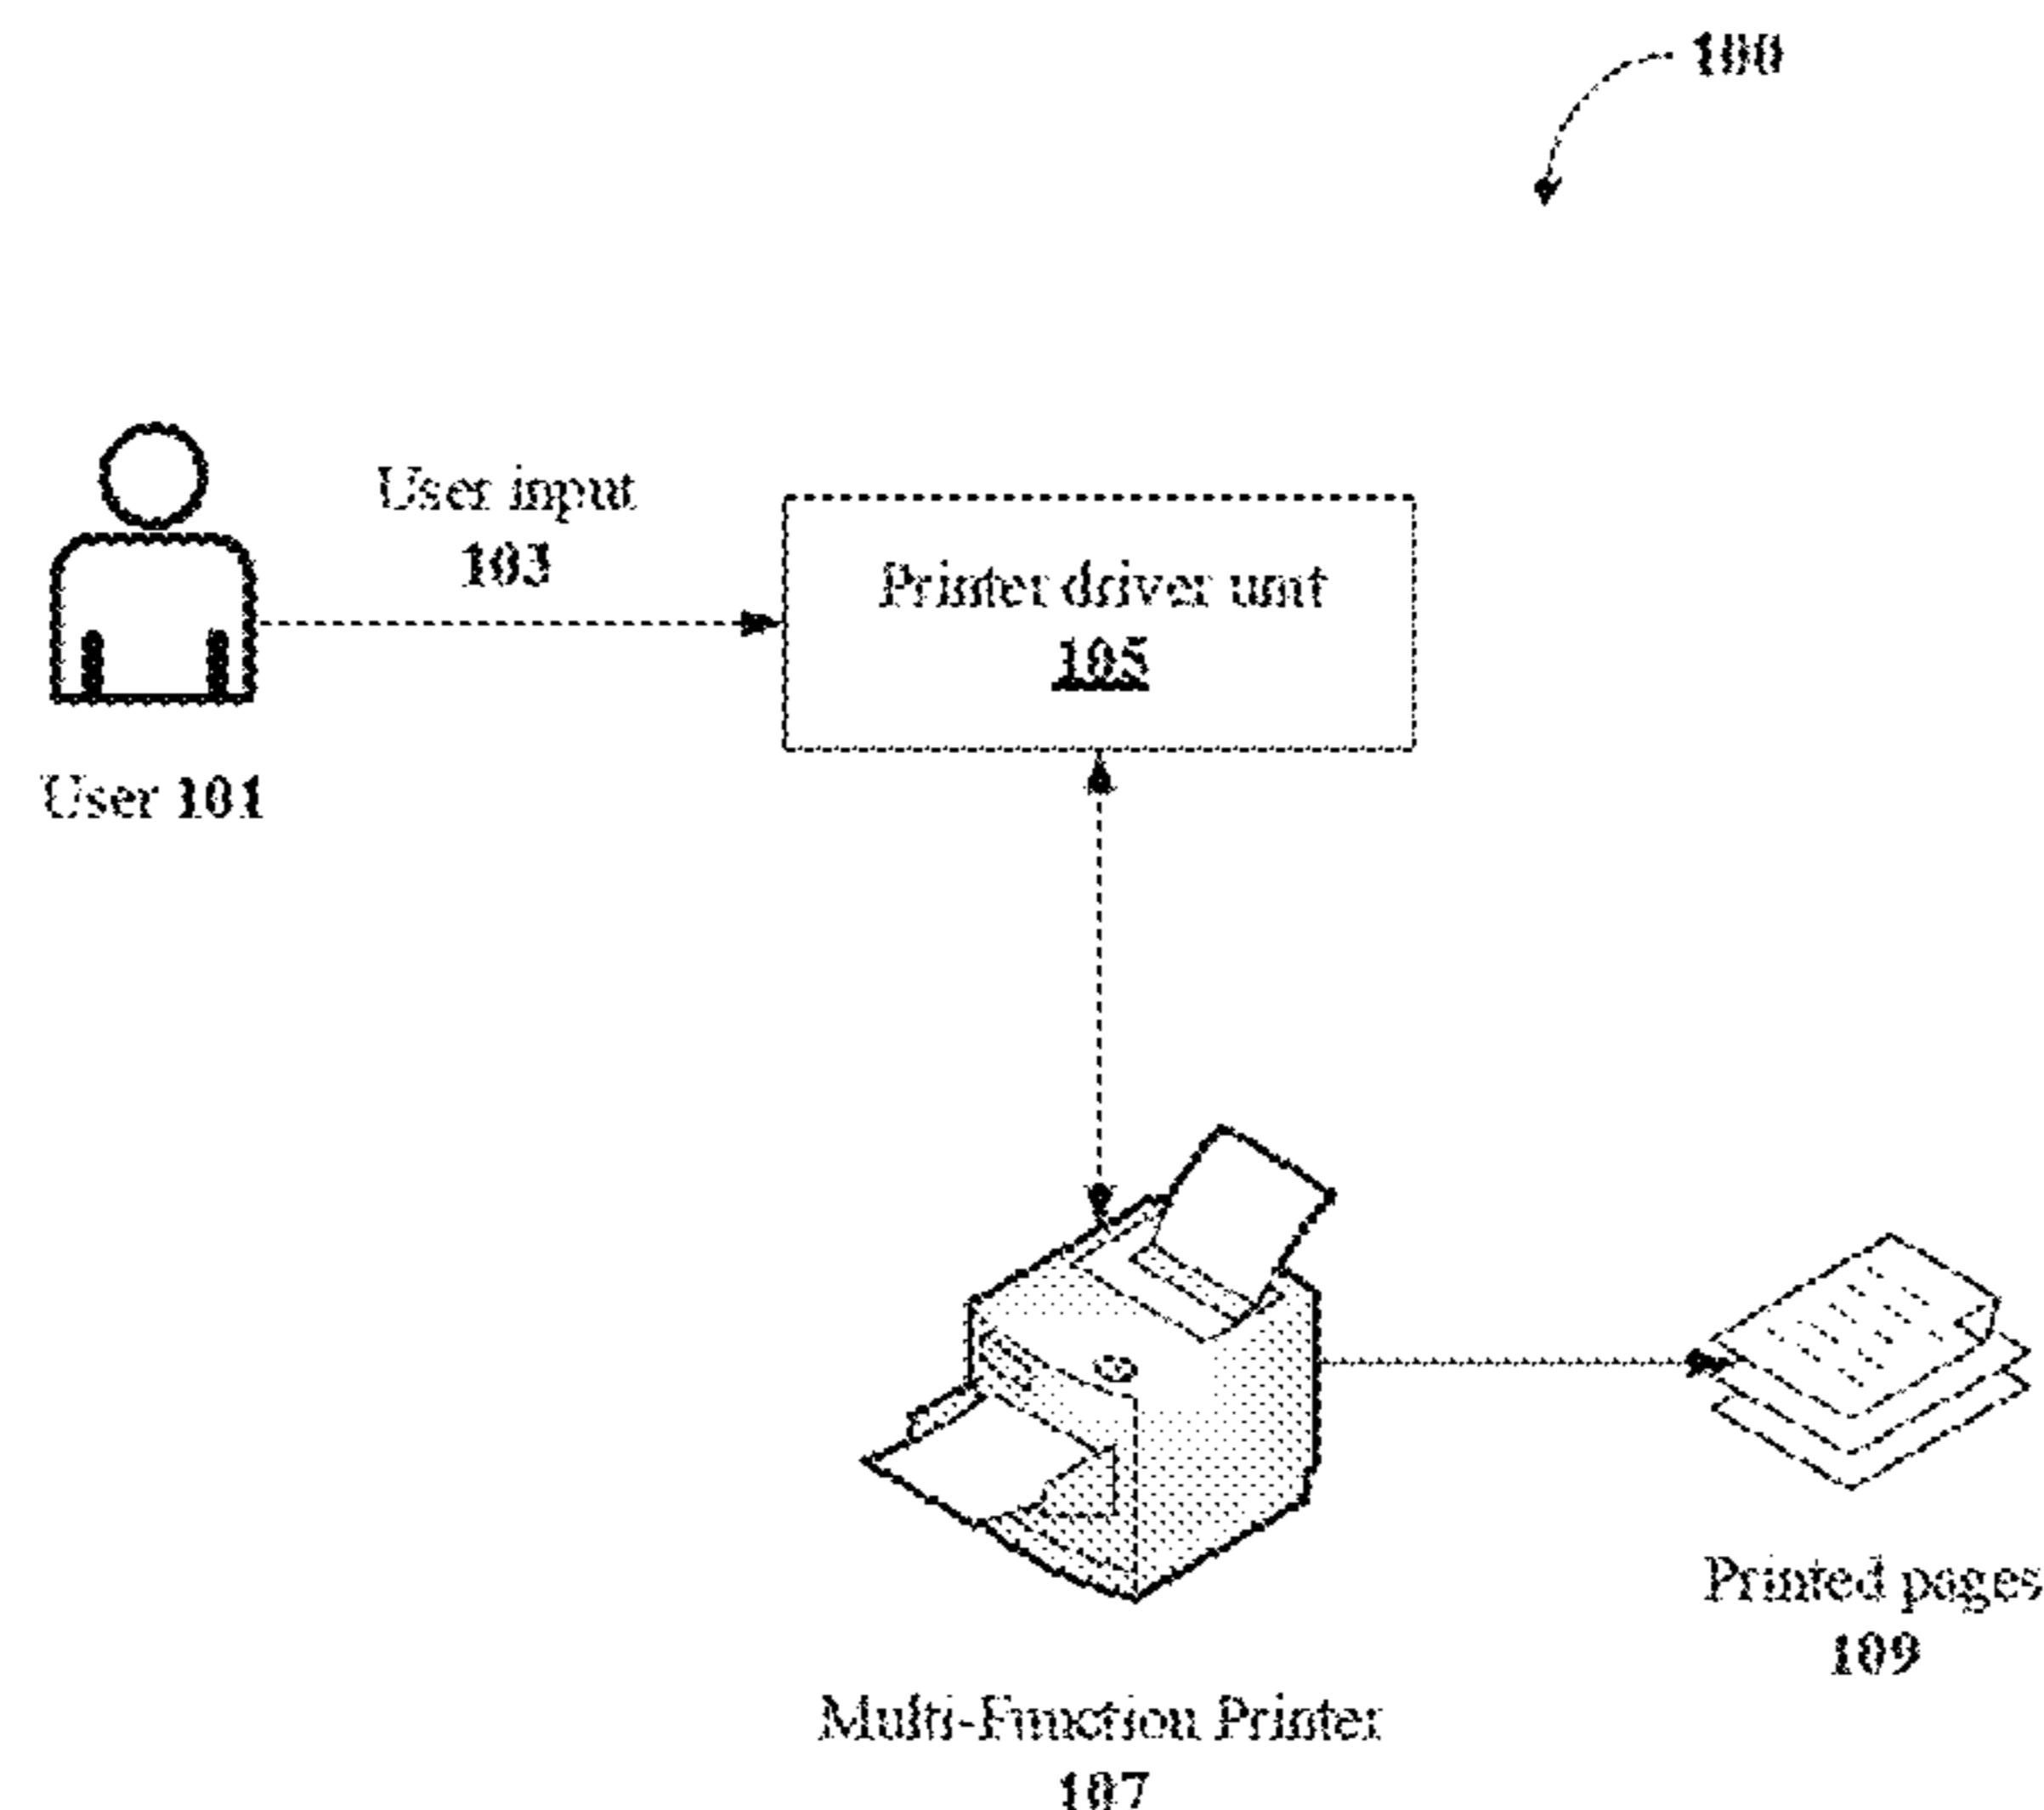 100
User input
103
Printer driver unit
105
User 101
Printed pages
109
Multi-Function Printer
107